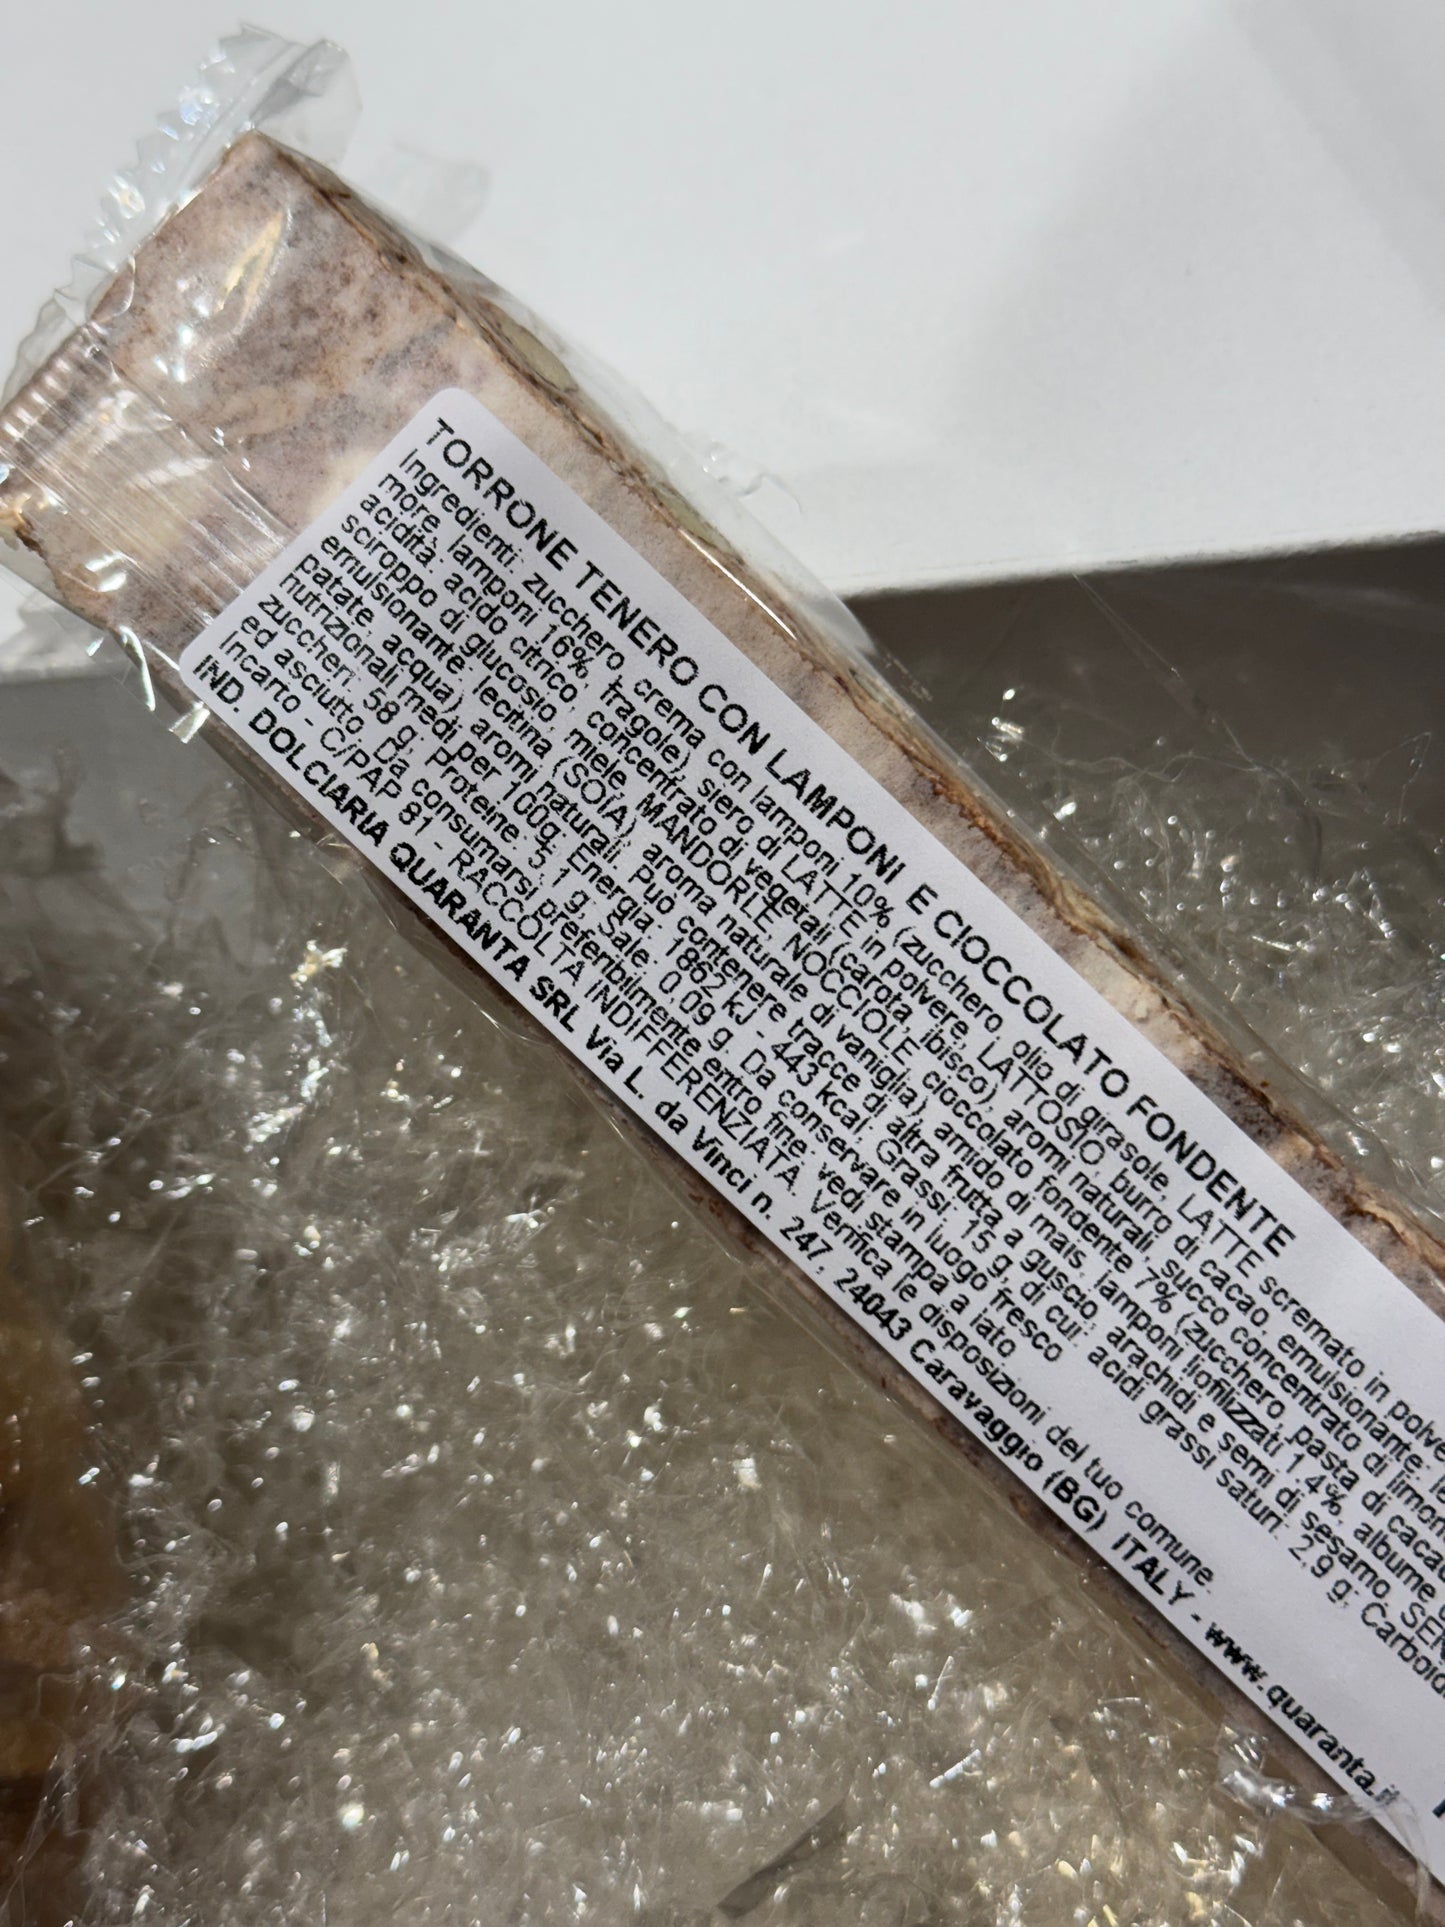 TORRONE TENERO CON LAMPONI E CIOCCOLATO FONDENTE
Ingredienti: zucchero, crema con lamponi 10% (zucchero, olio di girasole, LATTE scremato in
more, lamponi 16%, fragole), siero di LATTE in polvere, LATTOSIO, burro di cacao, emulsionante:
acidità: acido citrico, concentrato di vegetali (carota, ibisco), aromi naturali, succo concentrato di
sciroppo di glucosio, miele, MANDORLE, NOCCIOLE, cioccolato fondente 7% (zucchero, pasta di
emulsionante: lecitina (SOIA), aroma naturale di vaniglia), amido di mais, lamponi liofilizzati 1,4%, albume
patate, acqua), aromi naturali. Può contenere tracce di altra frutta a guscio, arachidi e semi di sesamo.
nutrizionali medi per 100g: Energia: 1862 kJ - 443 kcal; Grassi: 15 g, di cui: acidi grassi saturi: 2,9 g;
zuccheri: 58 g; Proteine: 5,1 g; Sale: 0,09 g. Da conservare in luogo fresco
ed asciutto. Da consumarsi preferibilmente entro fine: vedi stampa a lato
Incarto - C/PAP 81 - RACCOLTA INDIFFERENZIATA. Verifica le disposizioni del tuo comune.
IND. DOLCIARIA QUARANTA SRL Via L. da Vinci n. 247, 24043 Caravaggio (BG) ITALY - www.quaranta.it